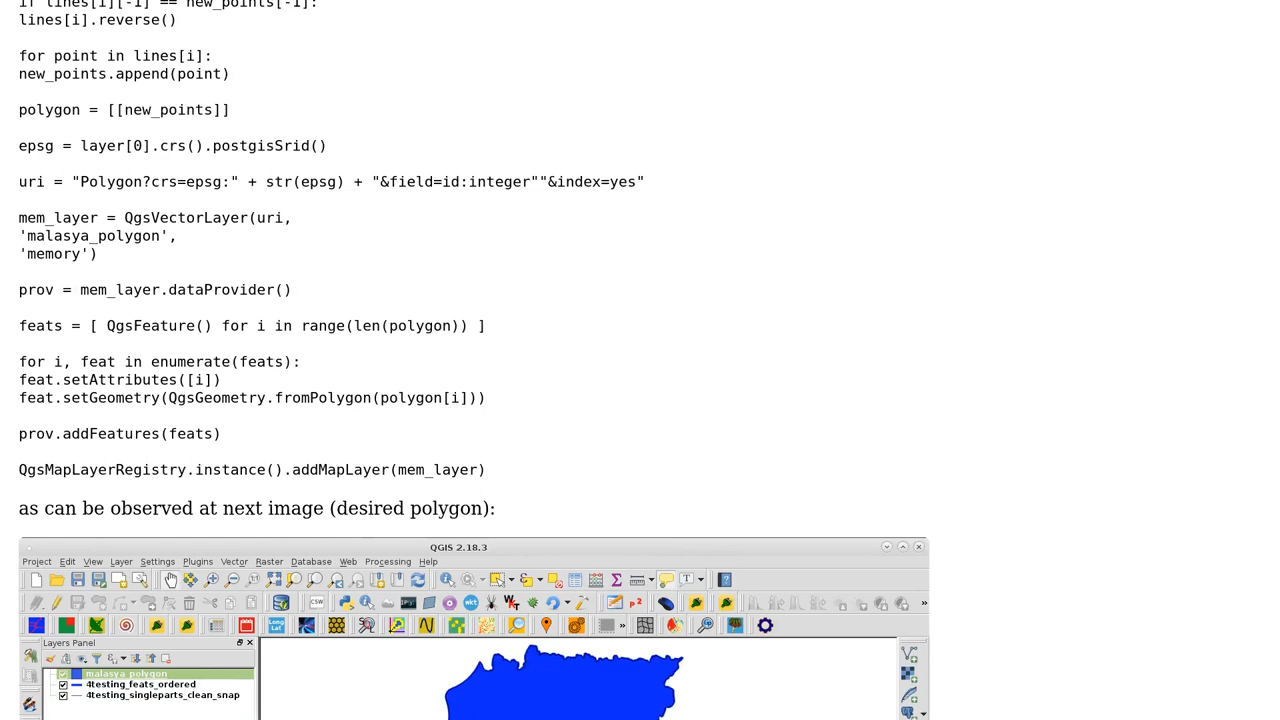 if lines[i][-1] == new_points[-1]:
lines[i].reverse()
for point in lines[i]:
new_points.append(point)
polygon = [[new_points]]
epsg = layer[0].crs().postgisSrid()
uri = "Polygon?crs=epsg:" + str(epsg) + "&field=id:integer""&index=yes"
mem_layer = QgsVectorLayer(uri,
'malasya_polygon',
'memory')
prov = mem_layer.dataProvider()
feats = [ QgsFeature() for i in range(len(polygon)) ]
for i, feat in enumerate(feats):
feat.setAttributes([i])
feat.setGeometry(QgsGeometry.fromPolygon(polygon[i]))
prov.addFeatures(feats)
QgsMapLayerRegistry.instance().addMapLayer(mem_layer)
as can be observed at next image (desired polygon):
QGIS 2.18.3
Project Edit View Layer Settings Plugins Vector Raster Database Web Processing Help
CSW IPy! wkt
Long Lat
Layers Panel
malasya_polygon
4testing_feats_ordered
4testing_singleparts_clean_snap